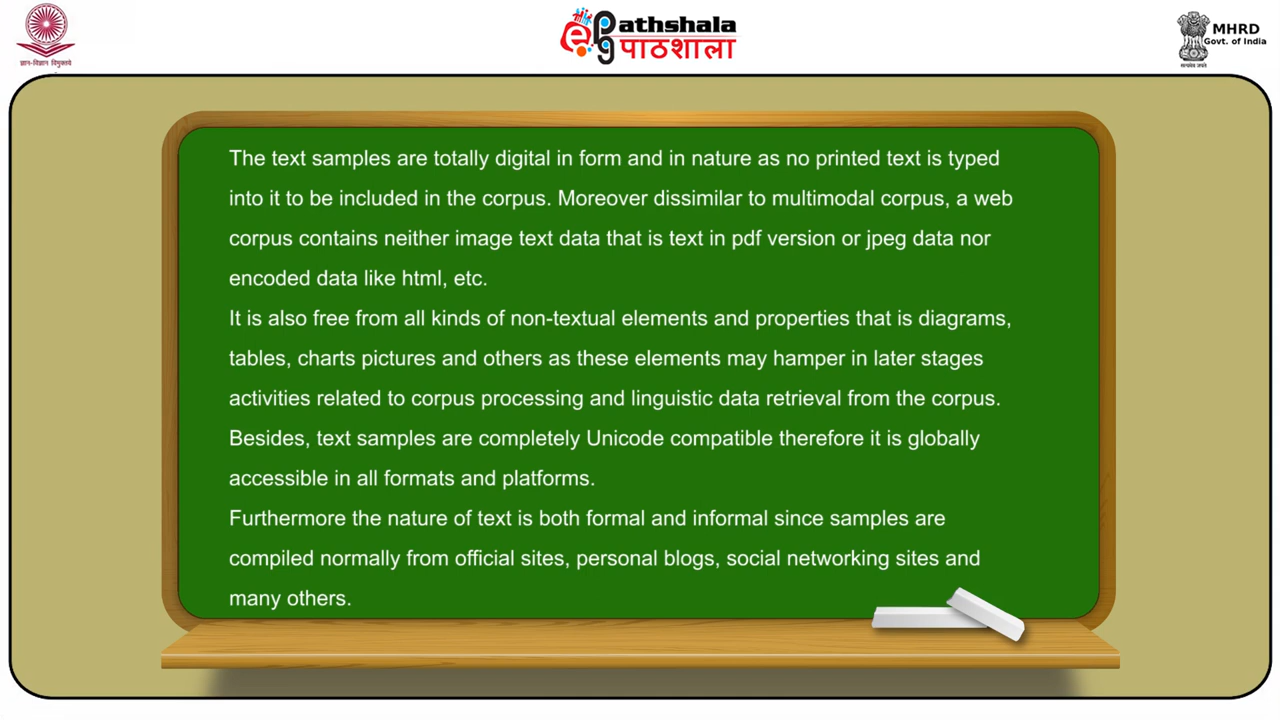 ज्ञान-विज्ञान विमुक्तये
ePG Pathshala
पाठशाला
MHRD
Govt. of India
सत्यमेव जयते
The text samples are totally digital in form and in nature as no printed text is typed
into it to be included in the corpus. Moreover dissimilar to multimodal corpus, a web
corpus contains neither image text data that is text in pdf version or jpeg data nor
encoded data like html, etc.
It is also free from all kinds of non-textual elements and properties that is diagrams,
tables, charts pictures and others as these elements may hamper in later stages
activities related to corpus processing and linguistic data retrieval from the corpus.
Besides, text samples are completely Unicode compatible therefore it is globally
accessible in all formats and platforms.
Furthermore the nature of text is both formal and informal since samples are
compiled normally from official sites, personal blogs, social networking sites and
many others.